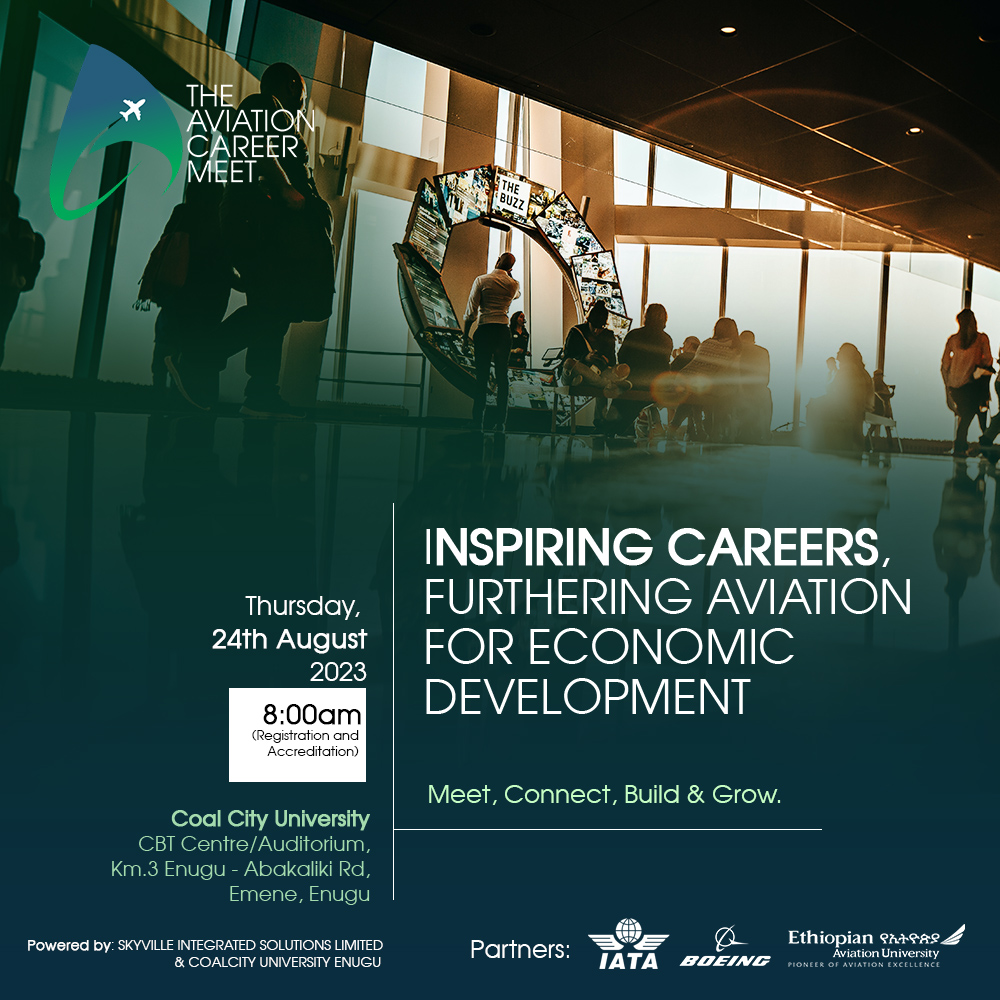 THE
AVIATION
CAREER
MEET
THE
BUZZ
INSPIRING CAREERS,
FURTHERING AVIATION
FOR ECONOMIC
DEVELOPMENT
Thursday,
24th August
2023
8:00am
(Registration and
Accreditation)
Meet, Connect, Build & Grow.
Coal City University
CBT Centre/Auditorium,
Km.3 Enugu - Abakaliki Rd,
Emene, Enugu
Powered by: SKYVILLE INTEGRATED SOLUTIONS LIMITED
& COALCITY UNIVERSITY ENUGU
Partners:
IATA
BOEING
Ethiopian የኢትዮጵያ
Aviation University
PIONEER OF AVIATION EXCELLENCE